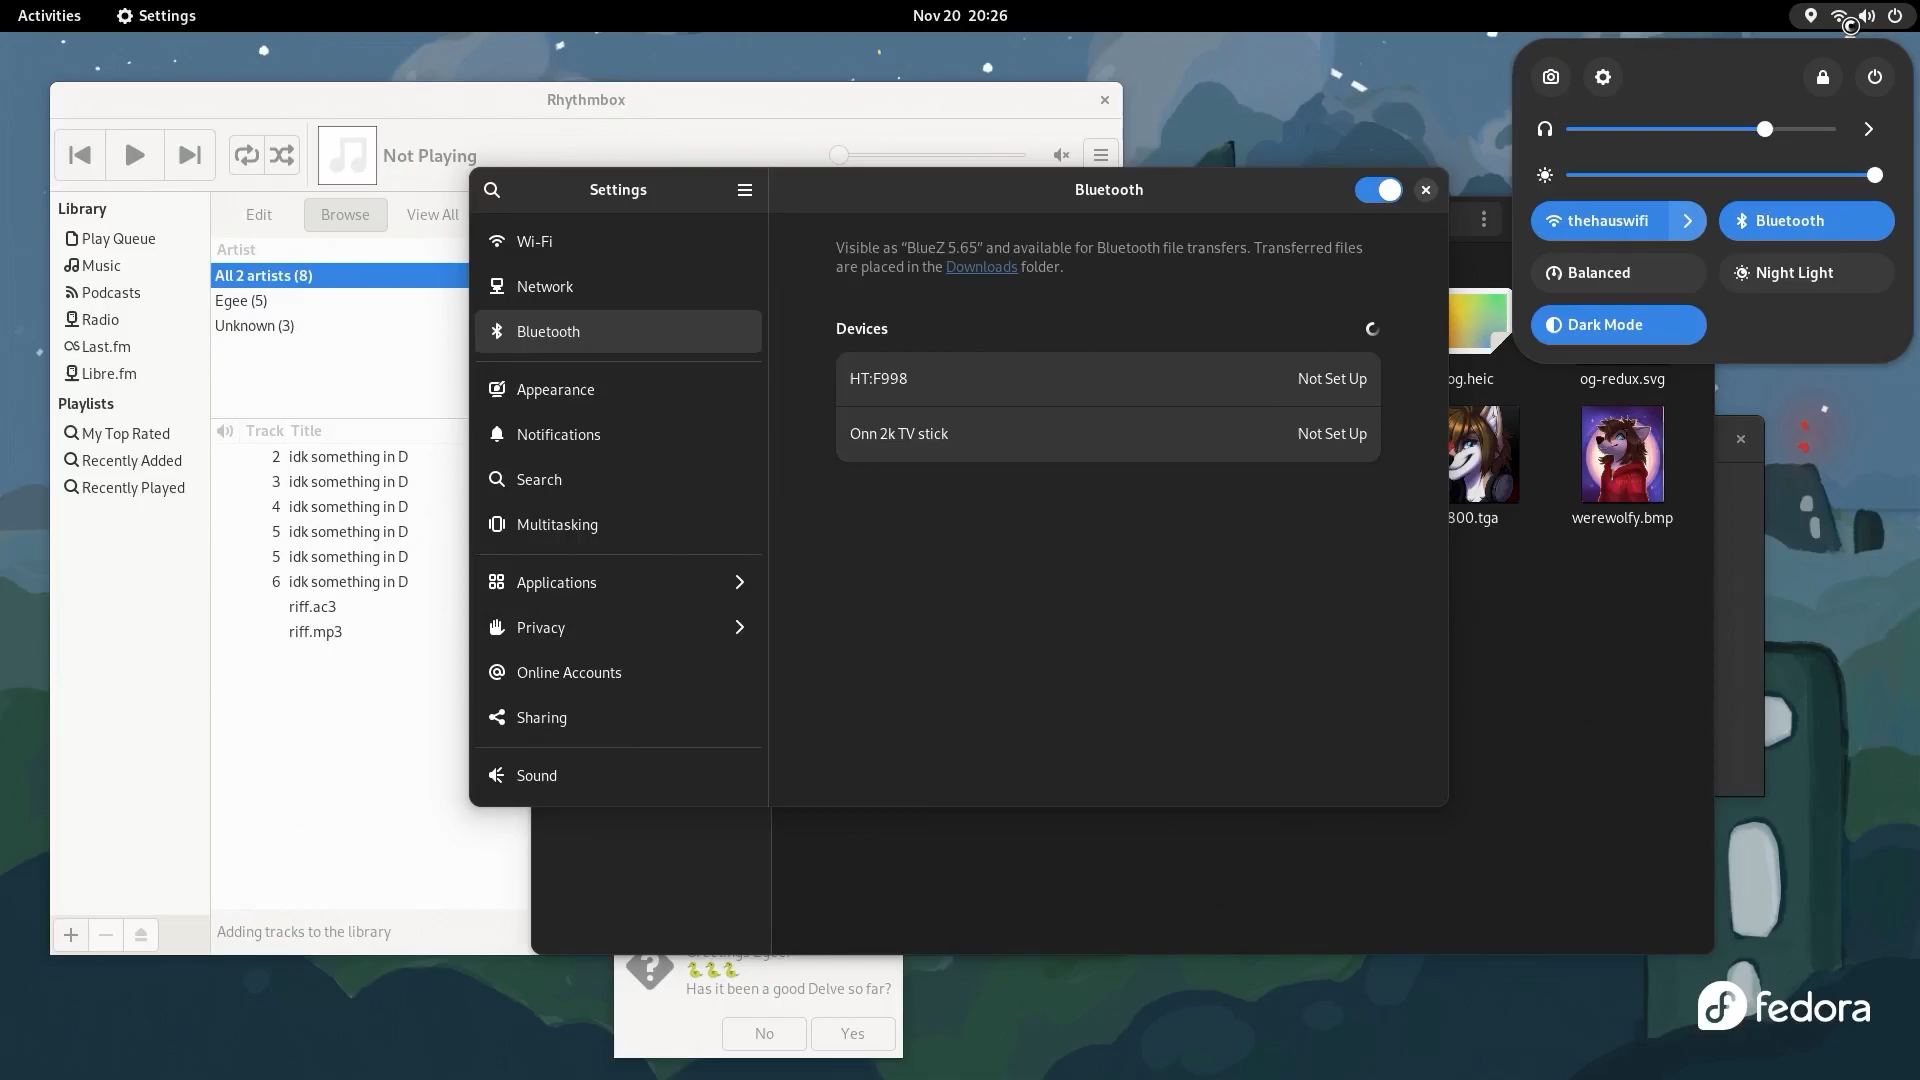 Activities
Settings
Nov 20 20:26
Rhythmbox
Not Playing
Library
Play Queue
Music
Podcasts
Radio
Last.fm
Libre.fm
Playlists
My Top Rated
Recently Added
Recently Played
Edit
Browse
View All
Artist
All 2 artists (8)
Egee (5)
Unknown (3)
Track Title
2 idk something in D
3 idk something in D
4 idk something in D
5 idk something in D
5 idk something in D
6 idk something in D
riff.ac3
riff.mp3
Adding tracks to the library
Settings
Wi-Fi
Network
Bluetooth
Appearance
Notifications
Search
Multitasking
Applications
Privacy
Online Accounts
Sharing
Sound
Bluetooth
Visible as “BlueZ 5.65” and available for Bluetooth file transfers. Transferred files
are placed in the Downloads folder.
Devices
HT:F998 Not Set Up
Onn 2k TV stick Not Set Up
thehauswifi
Bluetooth
Balanced
Night Light
Dark Mode
og.heic
og-redux.svg
800.tga
werewolfy.bmp
Has it been a good Delve so far?
No
Yes
fedora